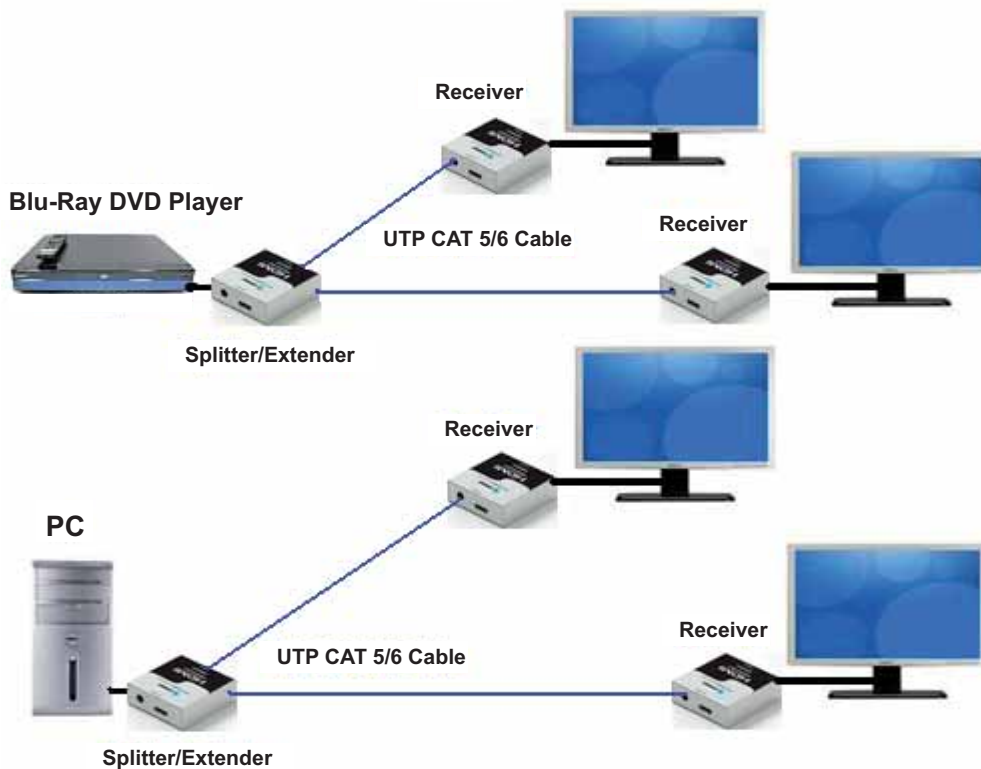 Receiver
Blu-Ray DVD Player
Receiver
UTP CAT 5/6 Cable
Splitter/Extender
Receiver
PC
Receiver
UTP CAT 5/6 Cable
Splitter/Extender